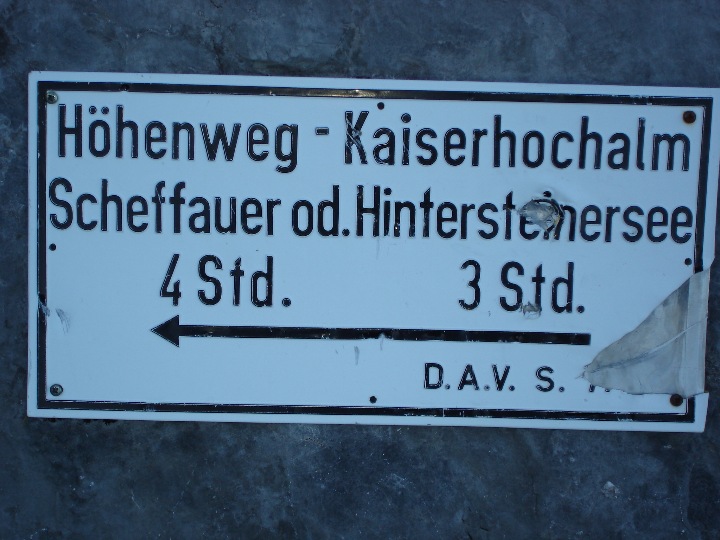 Höhenweg - Kaiserhochalm
Scheffauer od. Hintersteinersee
4 Std. 3 Std.
D.A.V. S.